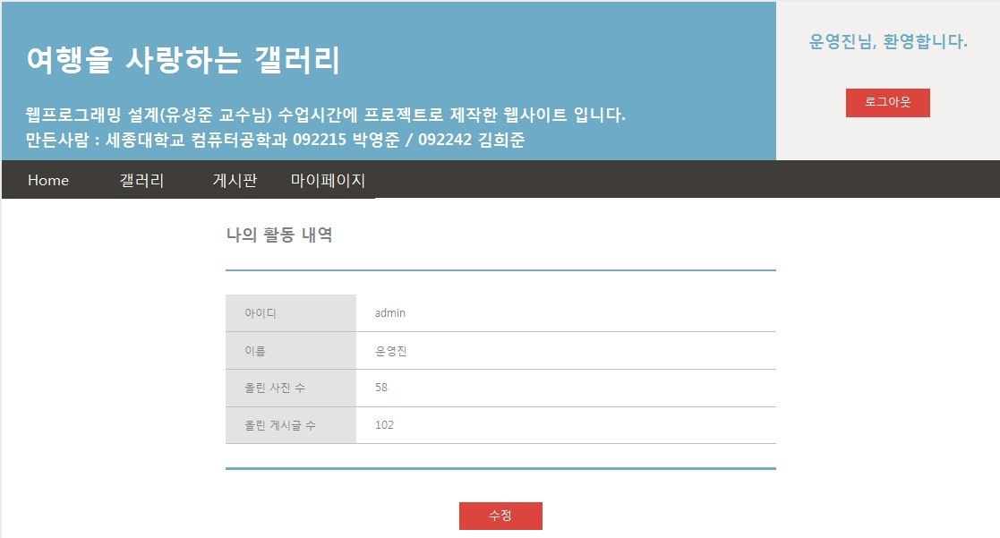 여행을 사랑하는 갤러리
웹프로그래밍 설계(유성준 교수님) 수업시간에 프로젝트로 제작한 웹사이트 입니다.
만든사람 : 세종대학교 컴퓨터공학과 092215 박영준 / 092242 김희준
운영진님, 환영합니다.
로그아웃
Home 갤러리 게시판 마이페이지
나의 활동 내역
아이디 admin
이름 운영진
올린 사진 수 58
올린 게시글 수 102
수정